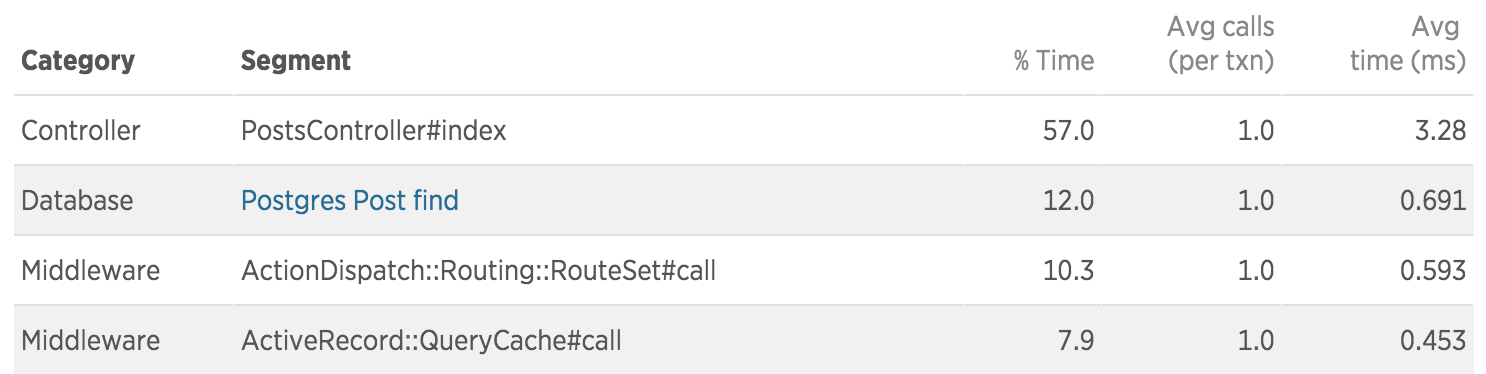 Category Segment % Time Avg calls (per txn) Avg time (ms)
Controller PostsController#index 57.0 1.0 3.28
Database Postgres Post find 12.0 1.0 0.691
Middleware ActionDispatch::Routing::RouteSet#call 10.3 1.0 0.593
Middleware ActiveRecord::QueryCache#call 7.9 1.0 0.453